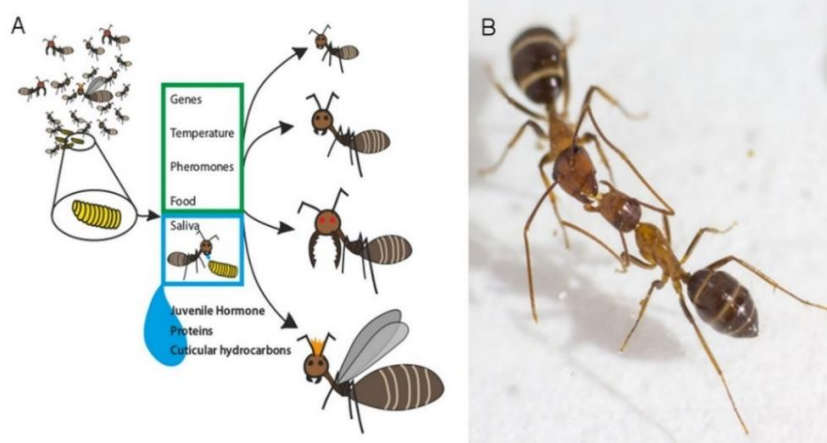 A
Genes
Temperature
Pheromones
Food
Saliva
Juvenile Hormone
Proteins
Cuticular hydrocarbons
B